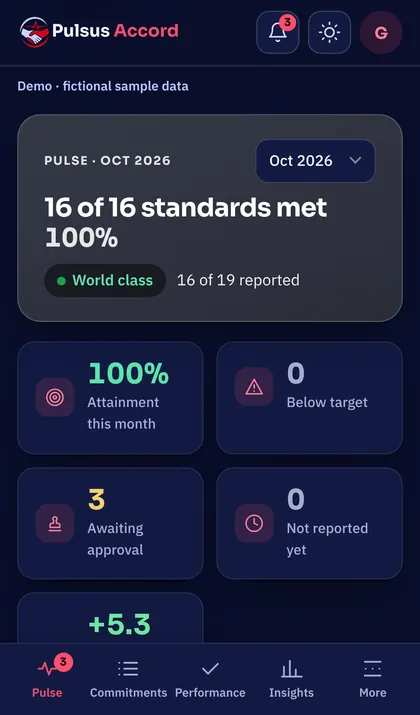 Pulsus Accord
3
G
Demo · fictional sample data
PULSE · OCT 2026
Oct 2026
16 of 16 standards met
100%
World class
16 of 19 reported
100%
Attainment
this month
0
Below target
3
Awaiting
approval
0
Not reported
yet
+5.3
3
Pulse
Commitments
Performance
Insights
More